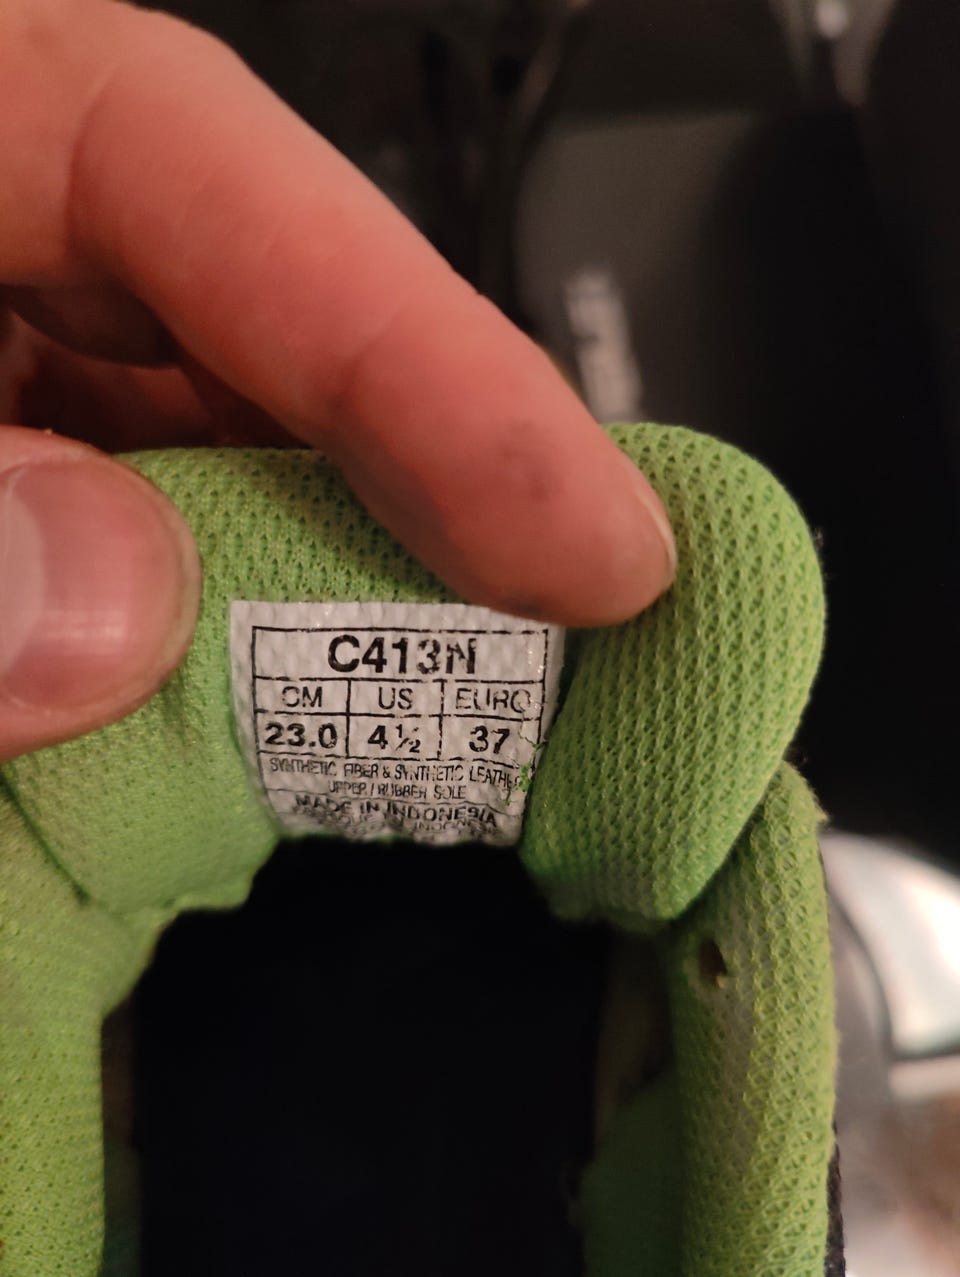 C413N
CM US EURO
23.0 4½ 37
SYNTHETIC FIBER & SYNTHETIC LEATHER
UPPER / RUBBER SOLE
MADE IN INDONESIA